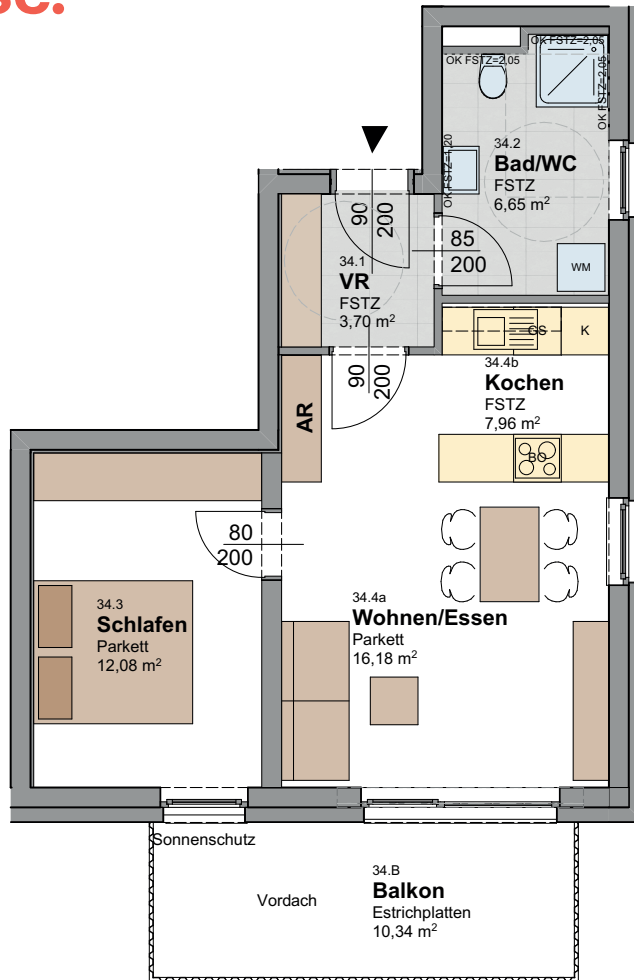 OK FSTZ=2,05
OK FSTZ=2,05
OK FSTZ=2,05
OK FSTZ=1,20
34.2
Bad/WC
FSTZ
6,65 m²
WM
90
200
85
200
34.1
VR
FSTZ
3,70 m²
90
200
GS
K
34.4b
Kochen
FSTZ
7,96 m²
AR
BO
80
200
34.3
Schlafen
Parkett
12,08 m²
34.4a
Wohnen/Essen
Parkett
16,18 m²
Sonnenschutz
Vordach
34.B
Balkon
Estrichplatten
10,34 m²